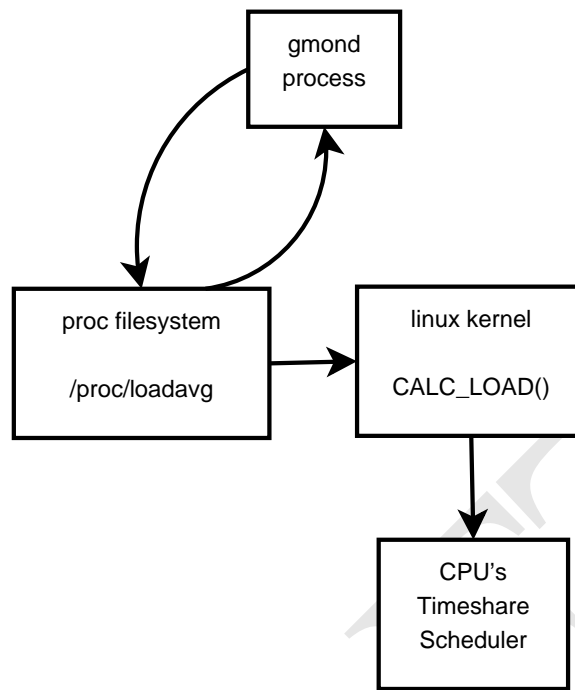 gmond
process
proc filesystem
/proc/loadavg
linux kernel
CALC_LOAD()
CPU's
Timeshare
Scheduler